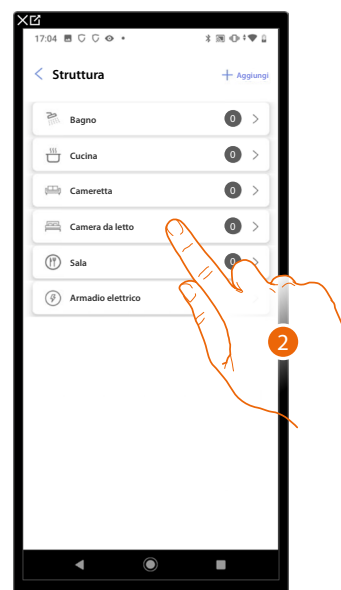 17:04
Struttura
Aggiungi
Bagno 0
Cucina 0
Cameretta 0
Camera da letto 0
Sala 0
Armadio elettrico
2